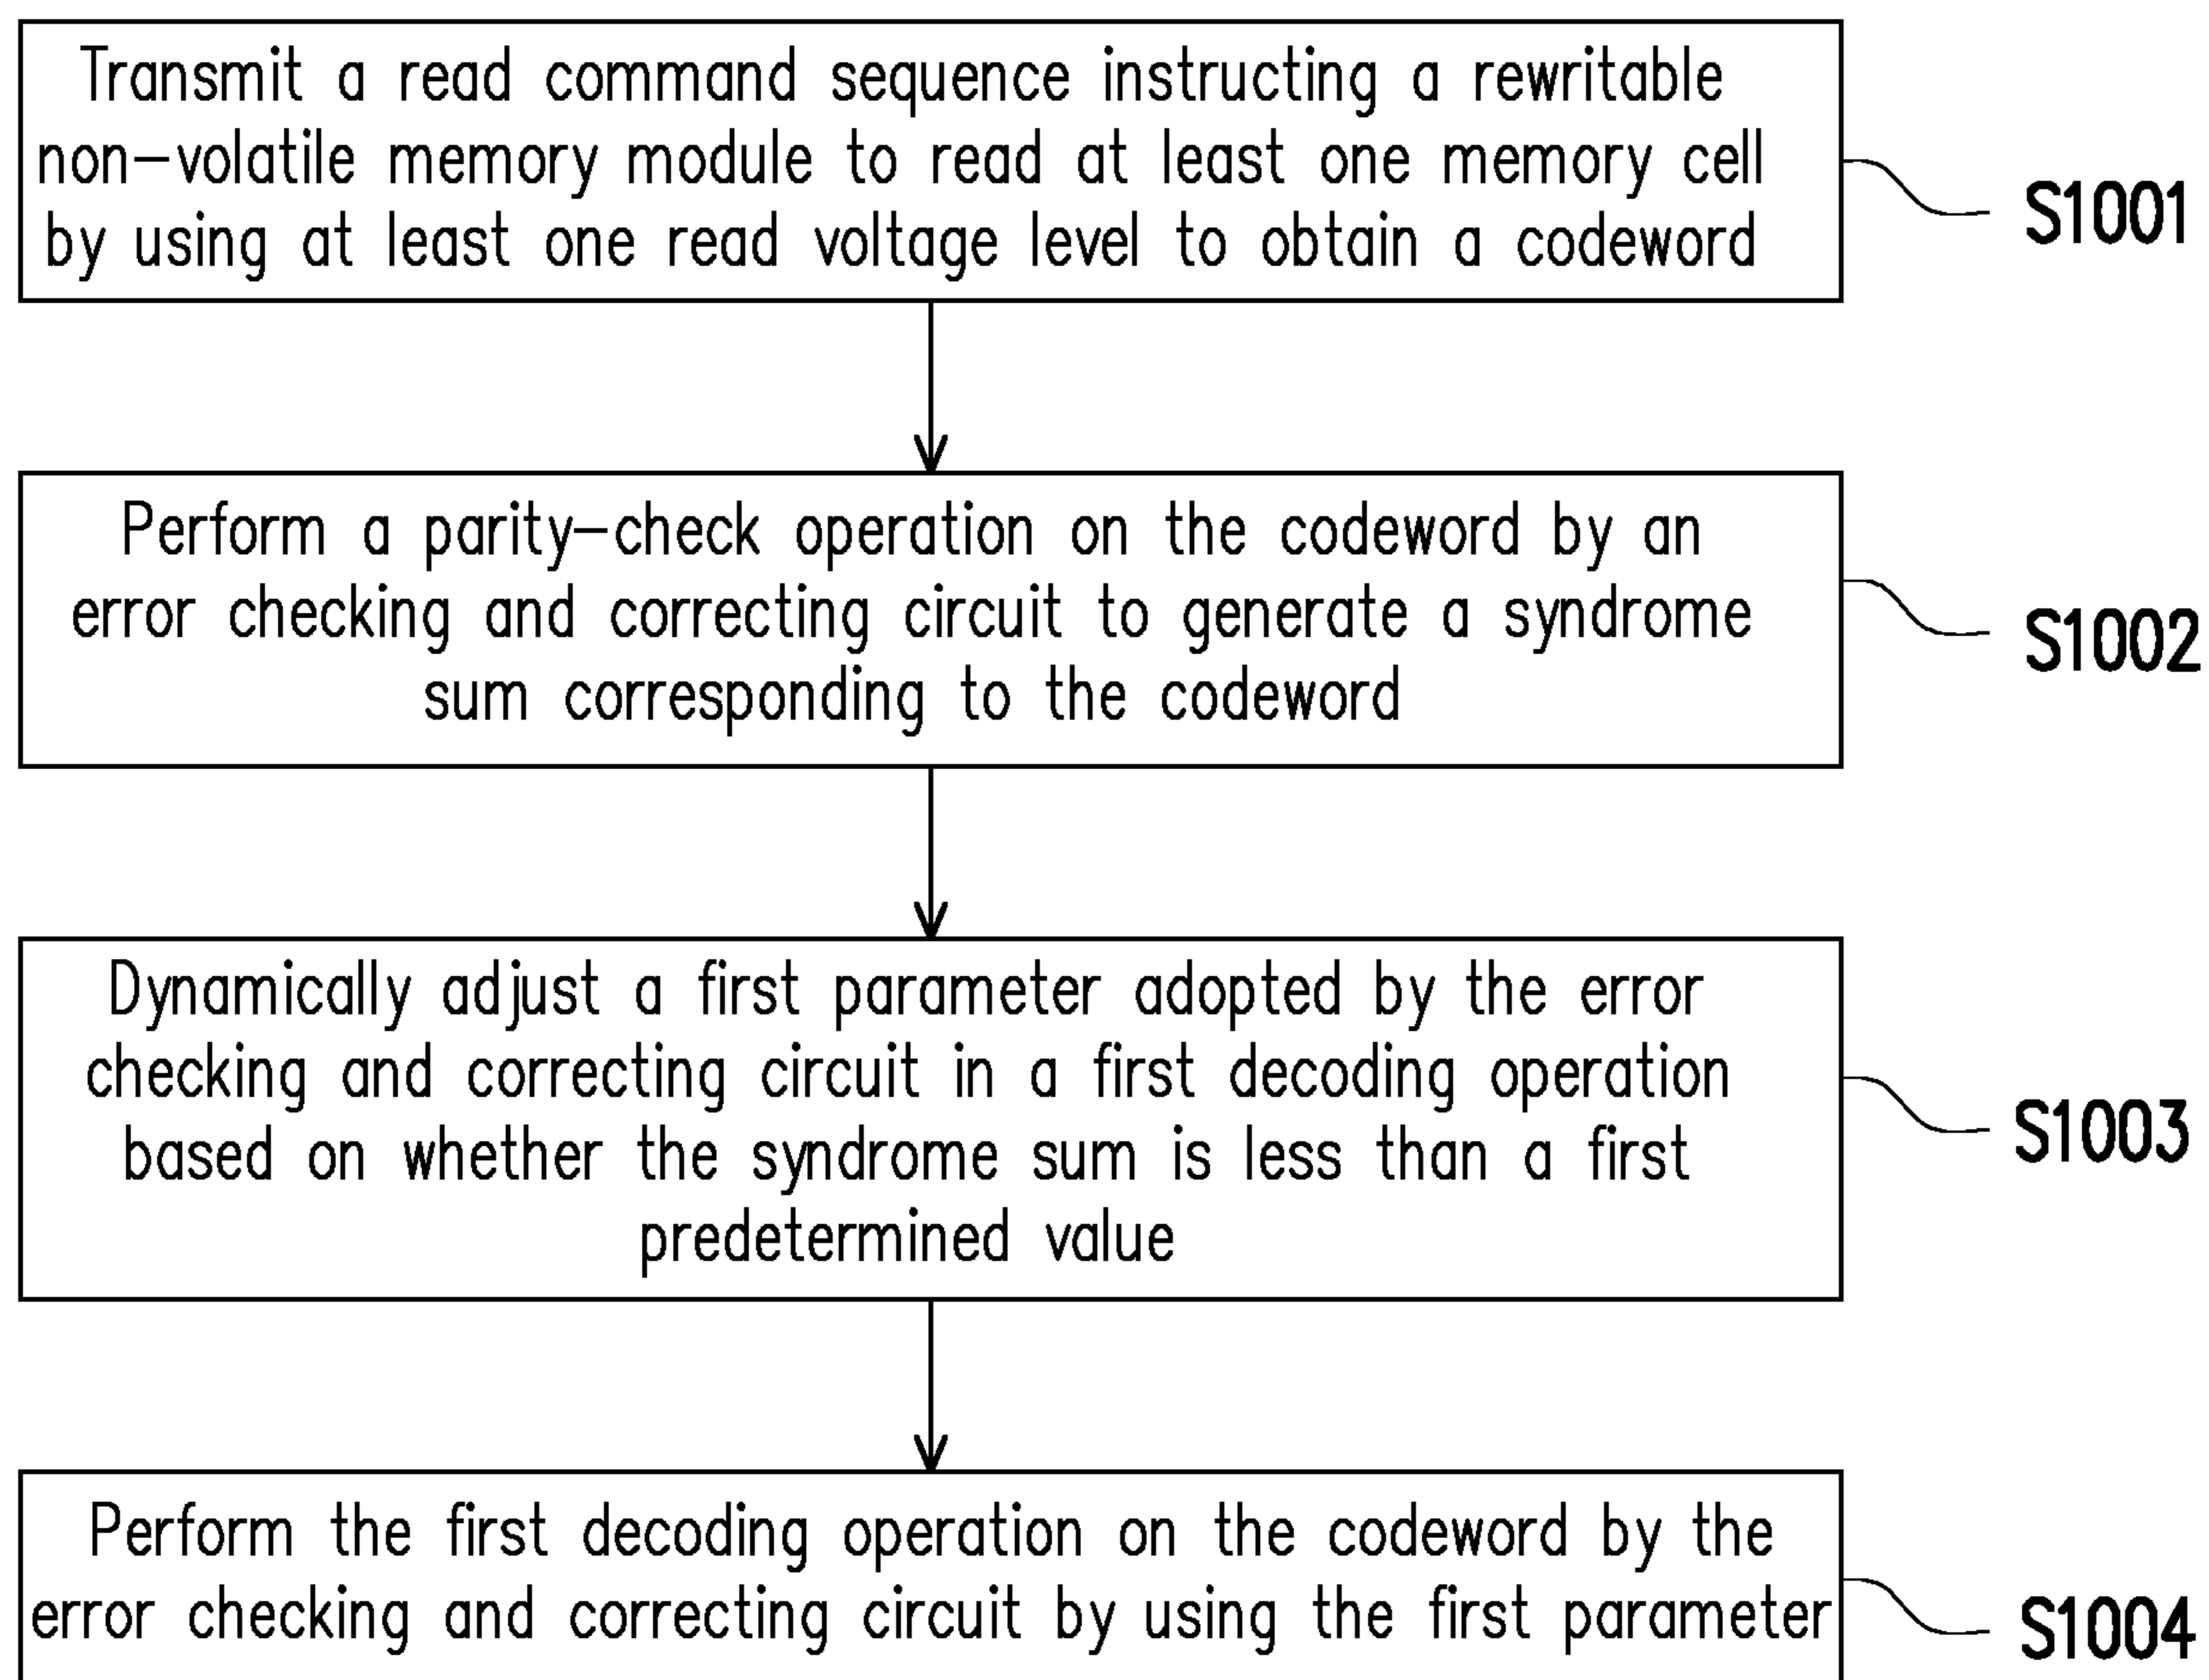 Transmit a read command sequence instructing a rewritable
non-volatile memory module to read at least one memory cell
by using at least one read voltage level to obtain a codeword
S1001
Perform a parity-check operation on the codeword by an
error checking and correcting circuit to generate a syndrome
sum corresponding to the codeword
S1002
Dynamically adjust a first parameter adopted by the error
checking and correcting circuit in a first decoding operation
based on whether the syndrome sum is less than a first
predetermined value
S1003
Perform the first decoding operation on the codeword by the
error checking and correcting circuit by using the first parameter
S1004